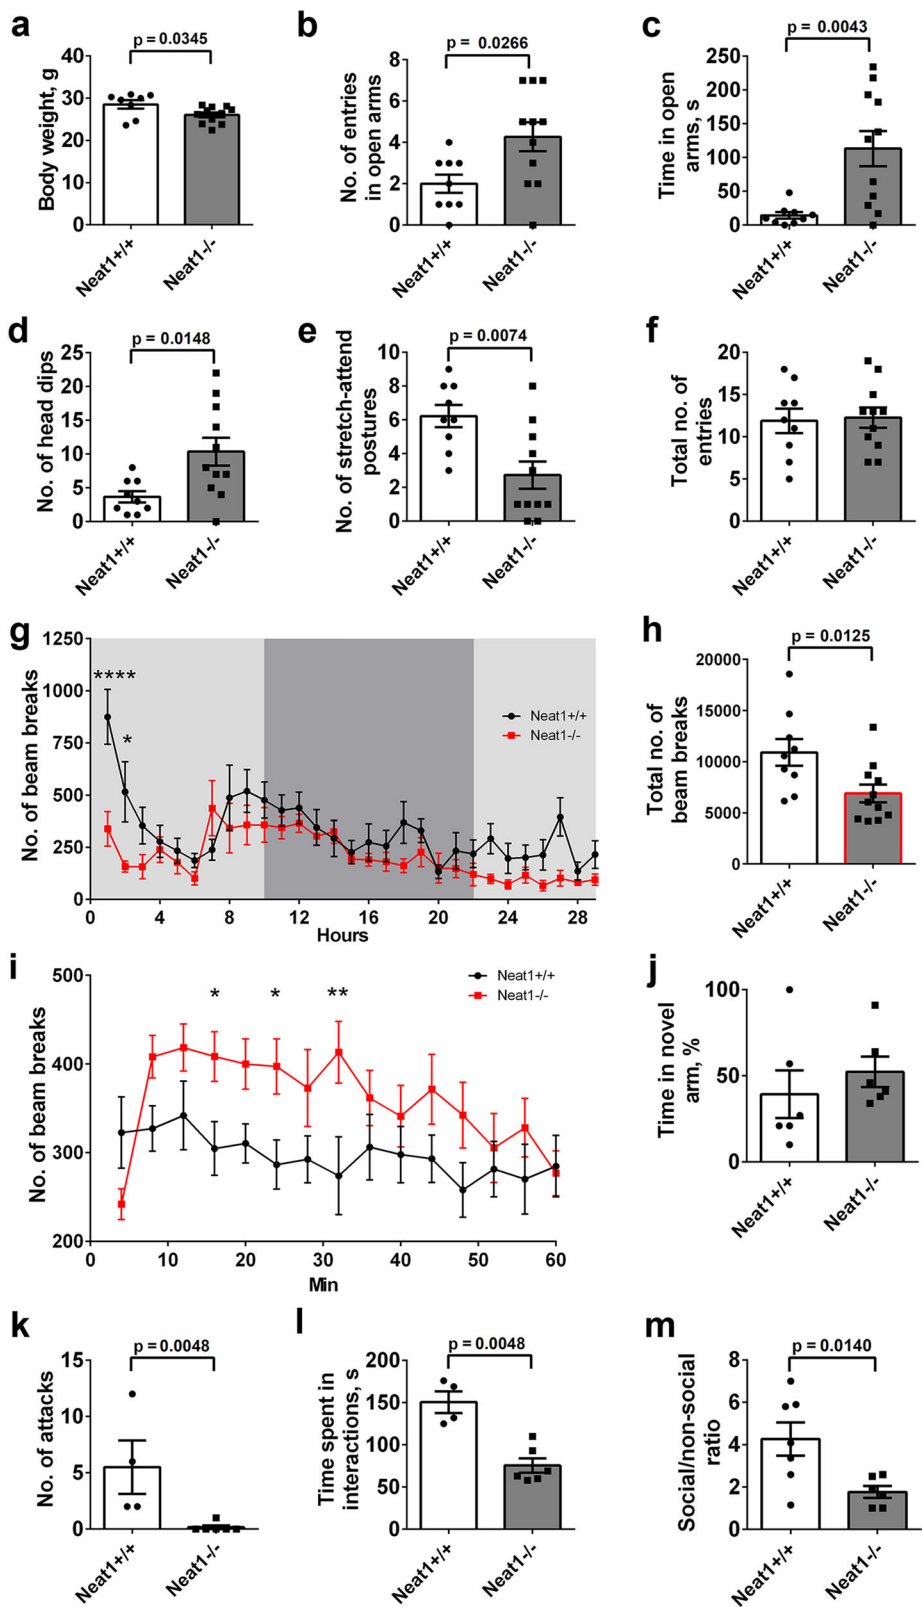 a
p = 0.0345
Body weight, g
40
30
20
10
0
Neat1+/+
Neat1-/-
b
p = 0.0266
No. of entries
in open arms
8
6
4
2
0
Neat1+/+
Neat1-/-
c
p = 0.0043
Time in open
arms, s
250
200
150
100
50
0
Neat1+/+
Neat1-/-
d
p = 0.0148
No. of head dips
25
20
15
10
5
0
Neat1+/+
Neat1-/-
e
p = 0.0074
No. of stretch-attend
postures
10
8
6
4
2
0
Neat1+/+
Neat1-/-
f
Total no. of
entries
20
15
10
5
0
Neat1+/+
Neat1-/-
g
No. of beam breaks
1250
1000
750
500
250
0
****
*
Neat1+/+
Neat1-/-
0 4 8 12 16 20 24 28
Hours
h
p = 0.0125
Total no. of
beam breaks
20000
15000
10000
5000
0
Neat1+/+
Neat1-/-
i
No. of beam breaks
500
400
300
200
* * **
Neat1+/+
Neat1-/-
0 10 20 30 40 50 60
Min
j
Time in novel
arm, %
100
50
0
Neat1+/+
Neat1-/-
k
p = 0.0048
No. of attacks
15
10
5
0
Neat1+/+
Neat1-/-
l
p = 0.0048
Time spent in
interactions, s
200
150
100
50
0
Neat1+/+
Neat1-/-
m
p = 0.0140
Social/non-social
ratio
8
6
4
2
0
Neat1+/+
Neat1-/-